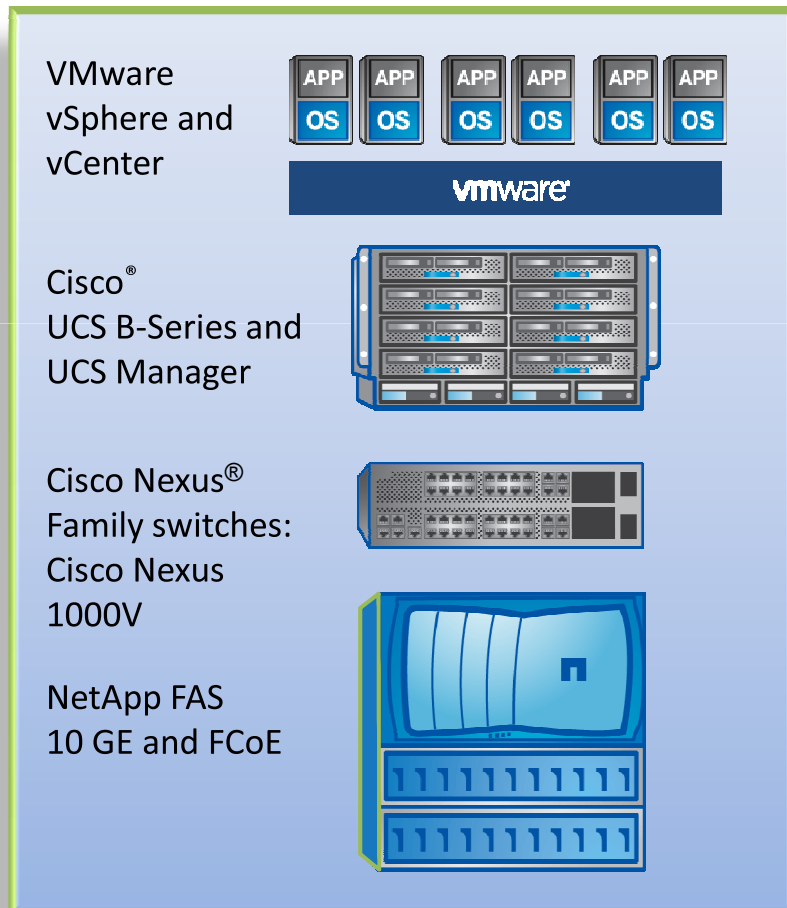 VMware
vSphere and
vCenter
APP APP APP APP APP APP
OS OS OS OS OS OS
vmware®
Cisco®
UCS B-Series and
UCS Manager
Cisco Nexus®
Family switches:
Cisco Nexus
1000V
NetApp FAS
10 GE and FCoE